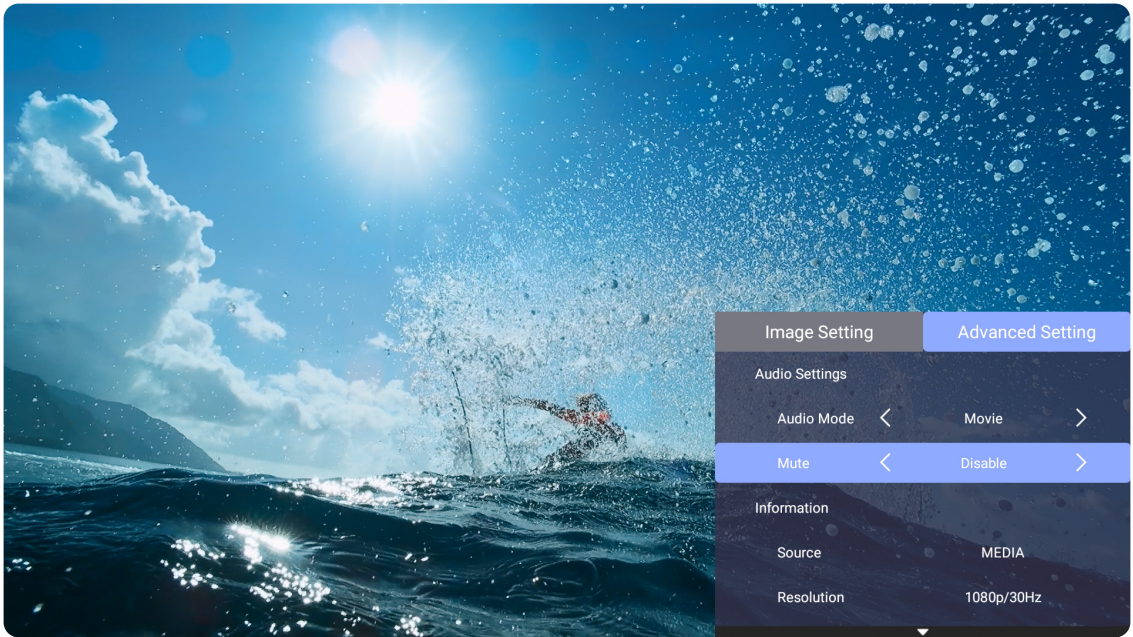 Image Setting Advanced Setting
Audio Settings
Audio Mode Movie
Mute Disable
Information
Source MEDIA
Resolution 1080p/30Hz